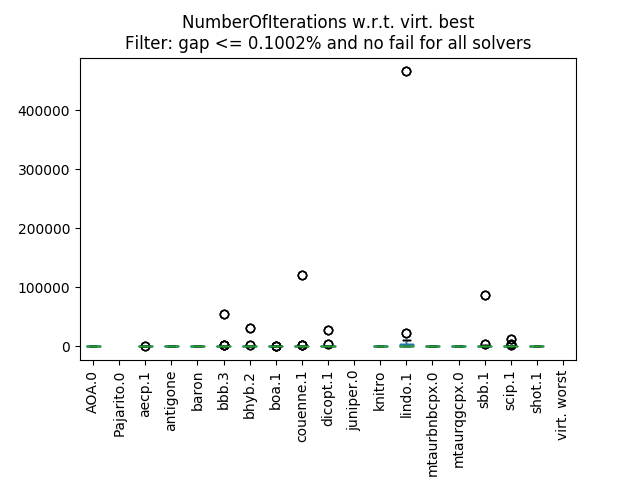 NumberOfIterations w.r.t. virt. best
Filter: gap <= 0.1002% and no fail for all solvers
400000
300000
200000
100000
0
AOA.0
Pajarito.0
aecp.1
antigone
baron
bbb.3
bhyb.2
boa.1
couenne.1
dicopt.1
juniper.0
knitro
lindo.1
mtaurbnbcpx.0
mtaurqgcpx.0
sbb.1
scip.1
shot.1
virt. worst